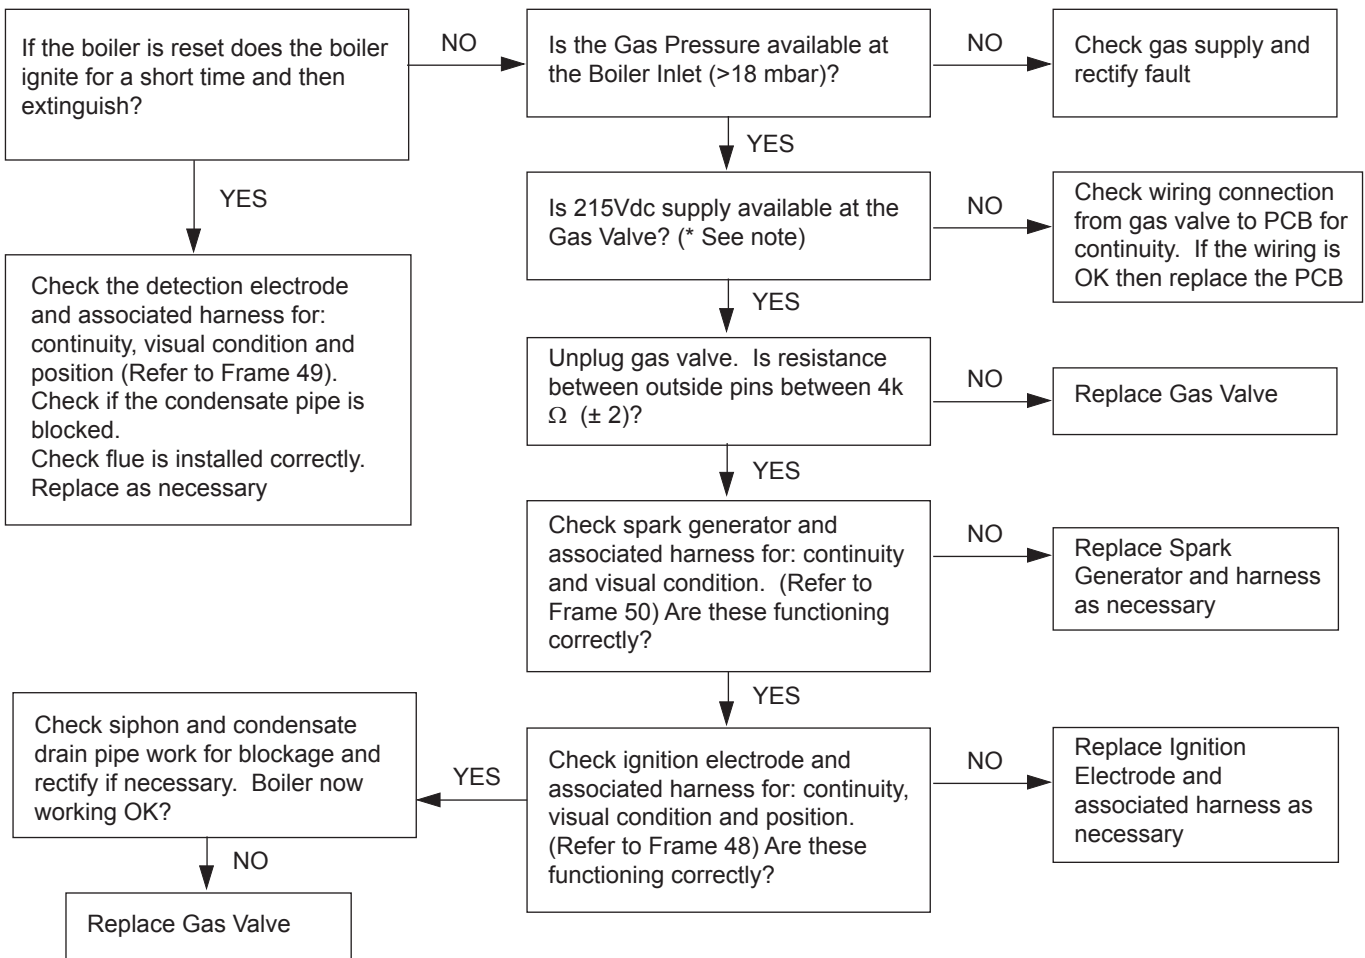 If the boiler is reset does the boiler
ignite for a short time and then
extinguish?
NO
Is the Gas Pressure available at
the Boiler Inlet (>18 mbar)?
NO
Check gas supply and
rectify fault
YES
YES
Is 215Vdc supply available at the
Gas Valve? (* See note)
NO
Check wiring connection
from gas valve to PCB for
continuity.  If the wiring is
OK then replace the PCB
Check the detection electrode
and associated harness for:
continuity, visual condition and
position (Refer to Frame 49).
Check if the condensate pipe is
blocked.
Check flue is installed correctly.
Replace as necessary
YES
Unplug gas valve.  Is resistance
between outside pins between 4k
Ω  (± 2)?
NO
Replace Gas Valve
YES
Check spark generator and
associated harness for: continuity
and visual condition.  (Refer to
Frame 50) Are these functioning
correctly?
NO
Replace Spark
Generator and harness
as necessary
YES
Check ignition electrode and
associated harness for: continuity,
visual condition and position.
(Refer to Frame 48) Are these
functioning correctly?
NO
Replace Ignition
Electrode and
associated harness as
necessary
YES
Check siphon and condensate
drain pipe work for blockage and
rectify if necessary.  Boiler now
working OK?
NO
Replace Gas Valve